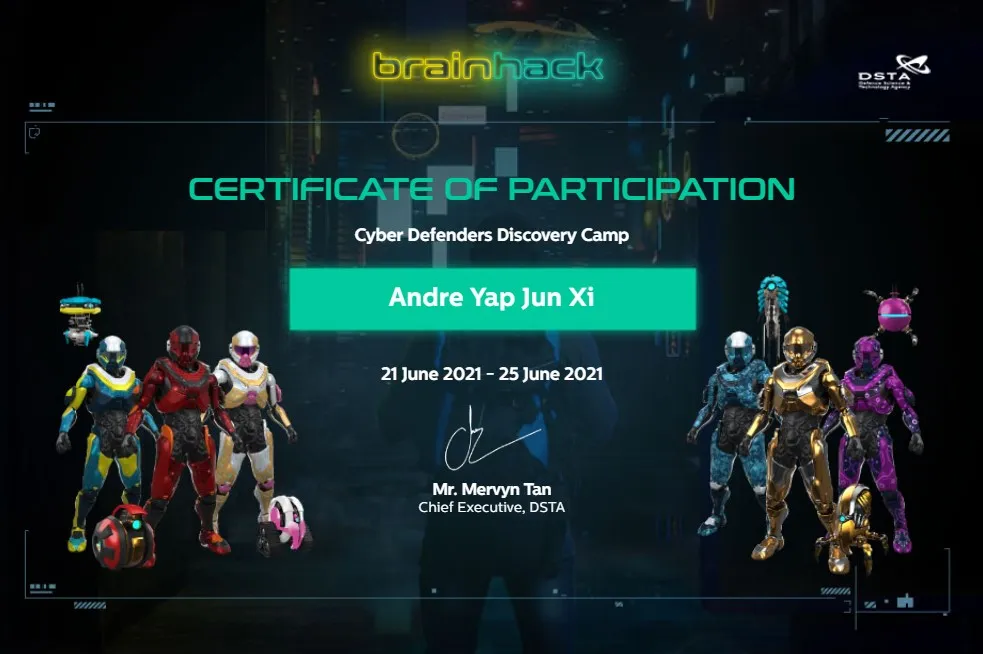 brainhack
DSTA
Defence Science &
Technology Agency
CERTIFICATE OF PARTICIPATION
Cyber Defenders Discovery Camp
Andre Yap Jun Xi
21 June 2021 - 25 June 2021
Mr. Mervyn Tan
Chief Executive, DSTA